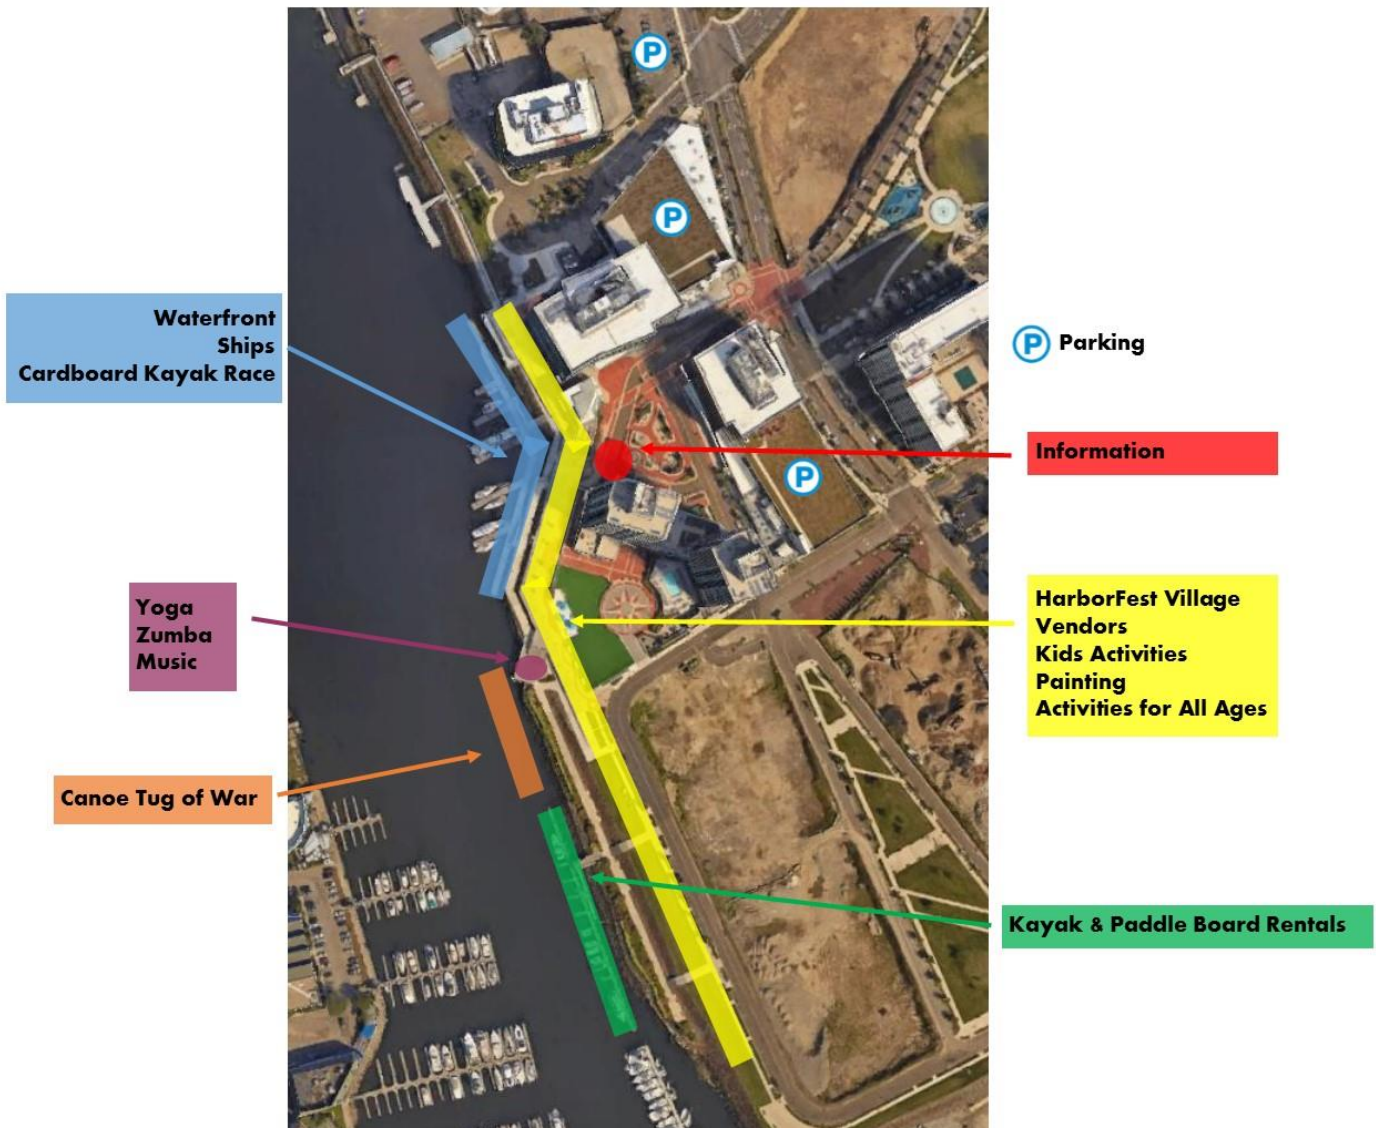 P
P
Waterfront
Ships
Cardboard Kayak Race
P Parking
Information
P
Yoga
Zumba
Music
HarborFest Village
Vendors
Kids Activities
Painting
Activities for All Ages
Canoe Tug of War
Kayak & Paddle Board Rentals